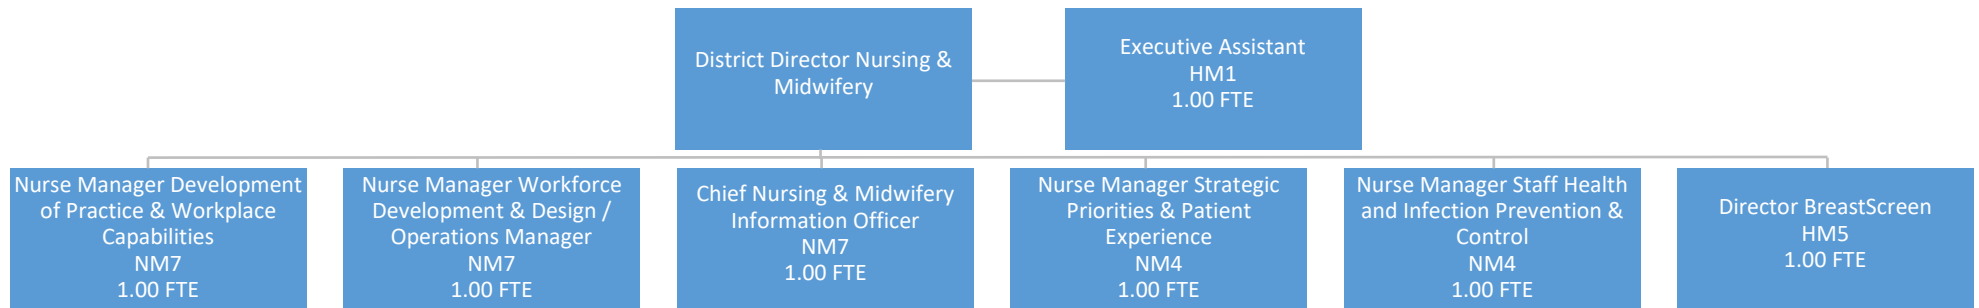 District Director Nursing &
Midwifery
Executive Assistant
HM1
1.00 FTE
Nurse Manager Development
of Practice & Workplace
Capabilities
NM7
1.00 FTE
Nurse Manager Workforce
Development & Design /
Operations Manager
NM7
1.00 FTE
Chief Nursing & Midwifery
Information Officer
NM7
1.00 FTE
Nurse Manager Strategic
Priorities & Patient
Experience
NM4
1.00 FTE
Nurse Manager Staff Health
and Infection Prevention &
Control
NM4
1.00 FTE
Director BreastScreen
HM5
1.00 FTE